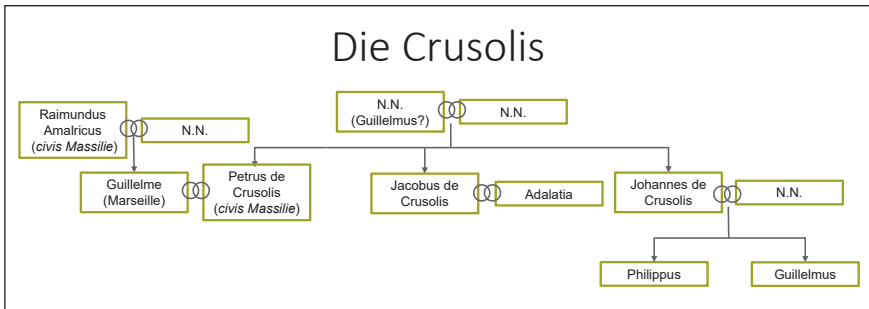 Die Crusolis
Raimundus
Amalricus
(civis Massilie)
N.N.
N.N.
(Guillelmus?)
N.N.
Guillelme
(Marseille)
Petrus de
Crusolis
(civis Massilie)
Jacobus de
Crusolis
Adalatia
Johannes de
Crusolis
N.N.
Philippus
Guillelmus